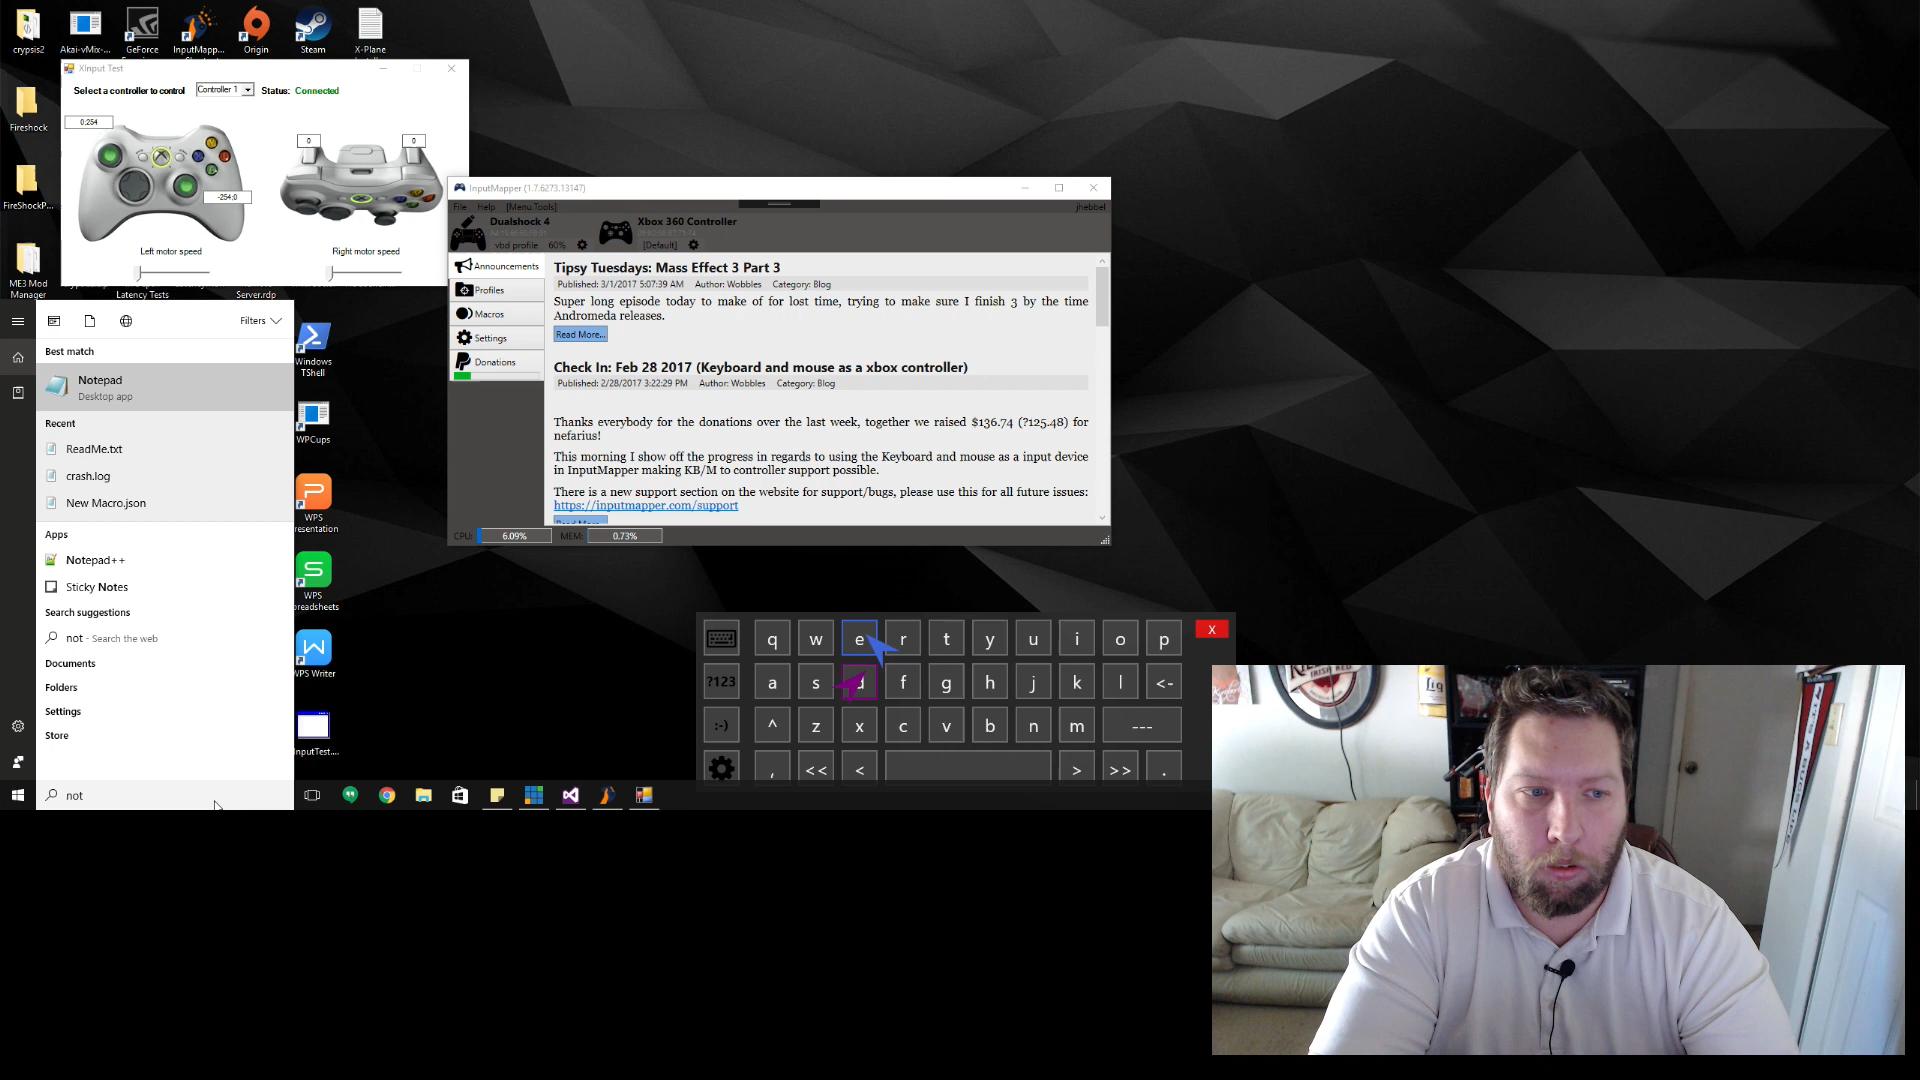 crypsis2
Akai-vMix-...
GeForce
InputMapp...
Origin
Steam
X-Plane
Fireshock
FireShockP...
ME3 Mod
Manager
Latency Tests
Server.rdp
XInput Test
Select a controller to control
Controller 1
Status: Connected
0;254
0
0
-254;0
Left motor speed
Right motor speed
InputMapper (1.7.6273.13147)
File
Help
[Menu.Tools]
jhebbel
Dualshock 4
vbd profile
60%
Xbox 360 Controller
[Default]
Announcements
Profiles
Macros
Settings
Donations
Tipsy Tuesdays: Mass Effect 3 Part 3
Published: 3/1/2017 5:07:39 AM Author: Wobbles Category: Blog
Super long episode today to make of for lost time, trying to make sure I finish 3 by the time
Andromeda releases.
Read More...
Check In: Feb 28 2017 (Keyboard and mouse as a xbox controller)
Published: 2/28/2017 3:22:29 PM Author: Wobbles Category: Blog
Thanks everybody for the donations over the last week, together we raised $136.74 (?125.48) for
nefarius!
This morning I show off the progress in regards to using the Keyboard and mouse as a input device
in InputMapper making KB/M to controller support possible.
There is a new support section on the website for support/bugs, please use this for all future issues:
https://inputmapper.com/support
CPU: 6.09% MEM: 0.73%
Filters
Best match
Notepad
Desktop app
Recent
ReadMe.txt
crash.log
New Macro.json
Apps
Notepad++
Sticky Notes
Search suggestions
not - Search the web
Documents
Folders
Settings
Store
not
Windows
TShell
WPCups
WPS
resentation
WPS
preadsheets
WPS Writer
InputTest....
q w e r t y u i o p
X
?123 a s d f g h j k l <-
:-) ^ z x c v b n m ---
, << < > >> .